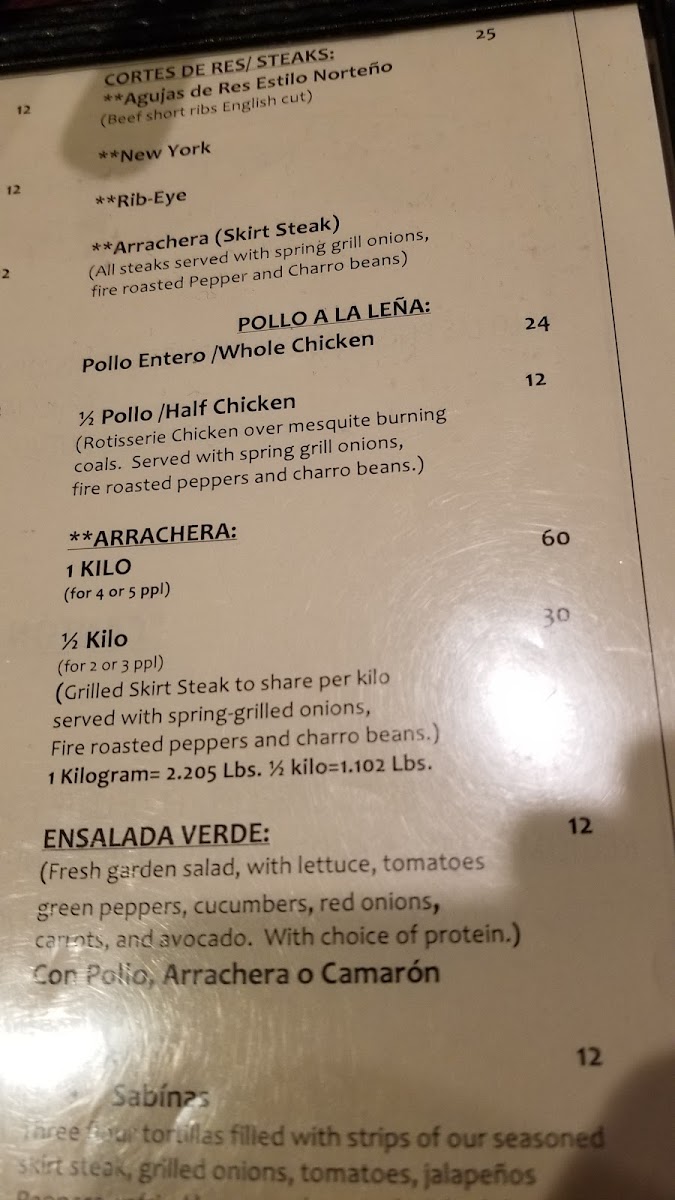 25
CORTES DE RES/ STEAKS:
**Agujas de Res Estilo Norteño
(Beef short ribs English cut)
12
**New York
12
**Rib-Eye
**Arrachera (Skirt Steak)
(All steaks served with spring grill onions,
fire roasted Pepper and Charro beans)
2
POLLO A LA LEÑA:
Pollo Entero /Whole Chicken 24
½ Pollo /Half Chicken 12
(Rotisserie Chicken over mesquite burning
coals. Served with spring grill onions,
fire roasted peppers and charro beans.)
**ARRACHERA:
1 KILO 60
(for 4 or 5 ppl)
½ Kilo 30
(for 2 or 3 ppl)
(Grilled Skirt Steak to share per kilo
served with spring-grilled onions,
Fire roasted peppers and charro beans.)
1 Kilogram= 2.205 Lbs. ½ kilo=1.102 Lbs.
ENSALADA VERDE: 12
(Fresh garden salad, with lettuce, tomatoes
green peppers, cucumbers, red onions,
carrots, and avocado. With choice of protein.)
Con Pollo, Arrachera o Camarón
12
Sabínas
Three flour tortillas filled with strips of our seasoned
skirt steak, grilled onions, tomatoes, jalapeños